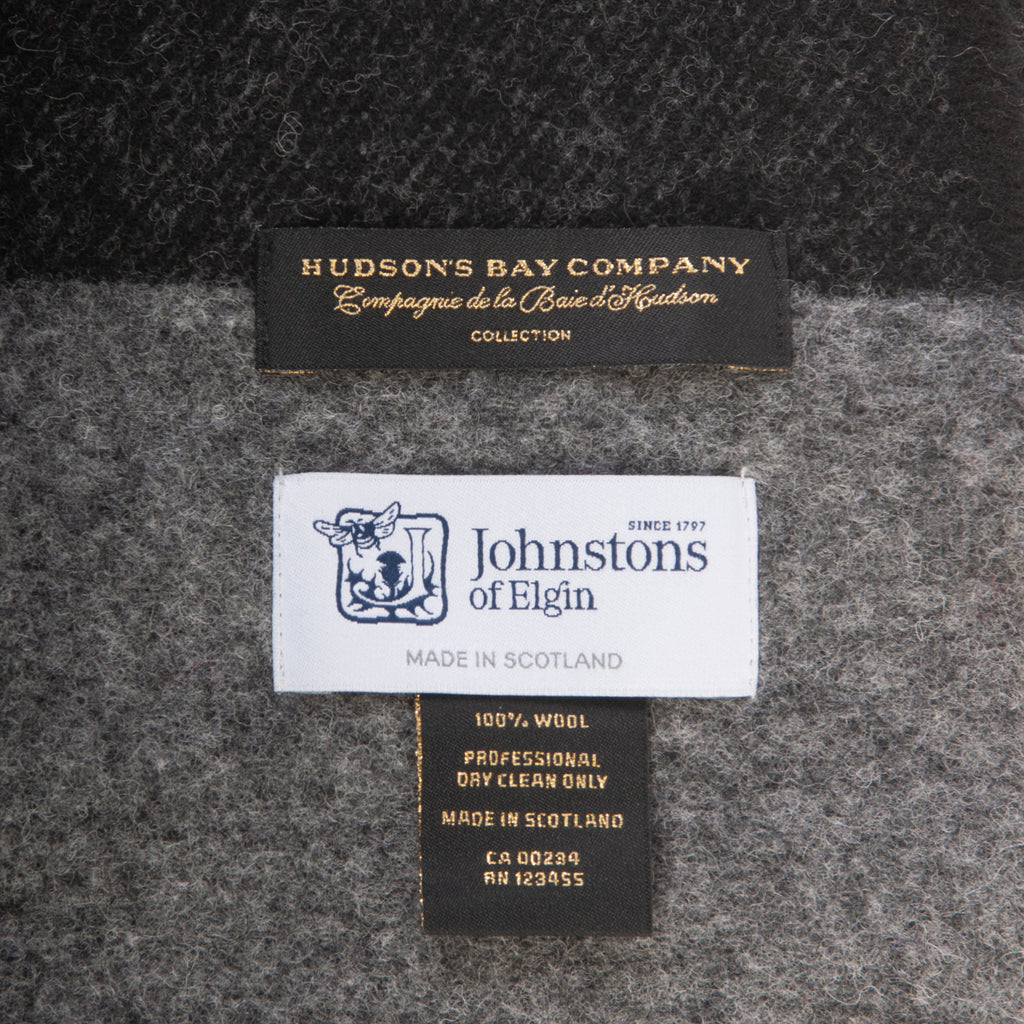 HUDSON'S BAY COMPANY
Compagnie de la Baie d'Hudson
COLLECTION
SINCE 1797
Johnstons
of Elgin
MADE IN SCOTLAND
100% WOOL
PROFESSIONAL
DRY CLEAN ONLY
MADE IN SCOTLAND
CA 00234
RN 123455